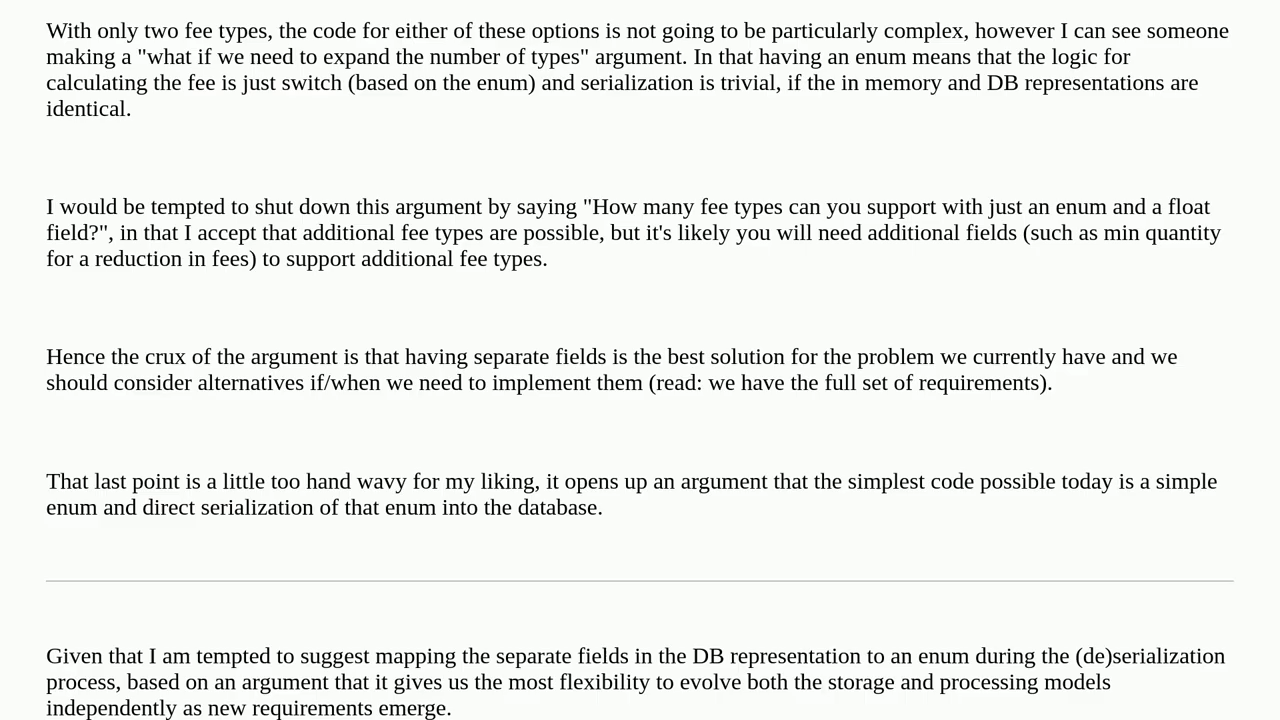 With only two fee types, the code for either of these options is not going to be particularly complex, however I can see someone
making a "what if we need to expand the number of types" argument. In that having an enum means that the logic for
calculating the fee is just switch (based on the enum) and serialization is trivial, if the in memory and DB representations are
identical.
I would be tempted to shut down this argument by saying "How many fee types can you support with just an enum and a float
field?", in that I accept that additional fee types are possible, but it's likely you will need additional fields (such as min quantity
for a reduction in fees) to support additional fee types.
Hence the crux of the argument is that having separate fields is the best solution for the problem we currently have and we
should consider alternatives if/when we need to implement them (read: we have the full set of requirements).
That last point is a little too hand wavy for my liking, it opens up an argument that the simplest code possible today is a simple
enum and direct serialization of that enum into the database.
Given that I am tempted to suggest mapping the separate fields in the DB representation to an enum during the (de)serialization
process, based on an argument that it gives us the most flexibility to evolve both the storage and processing models
independently as new requirements emerge.